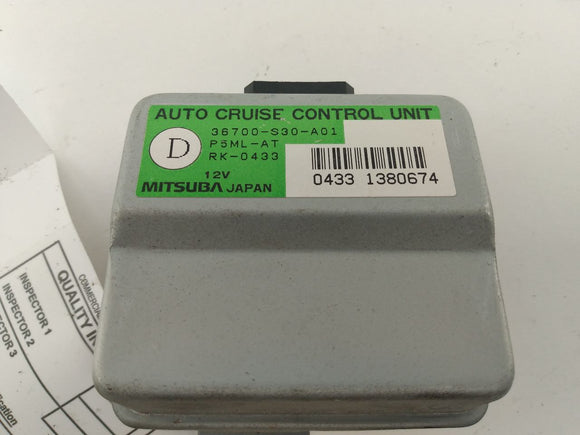 AUTO CRUISE CONTROL UNIT
36700-S30-A01
D
P5ML-AT
RK-0433
12V
MITSUBA JAPAN
0433 1380674
QUALITY
INSPECTOR 1
INSPECTOR 2